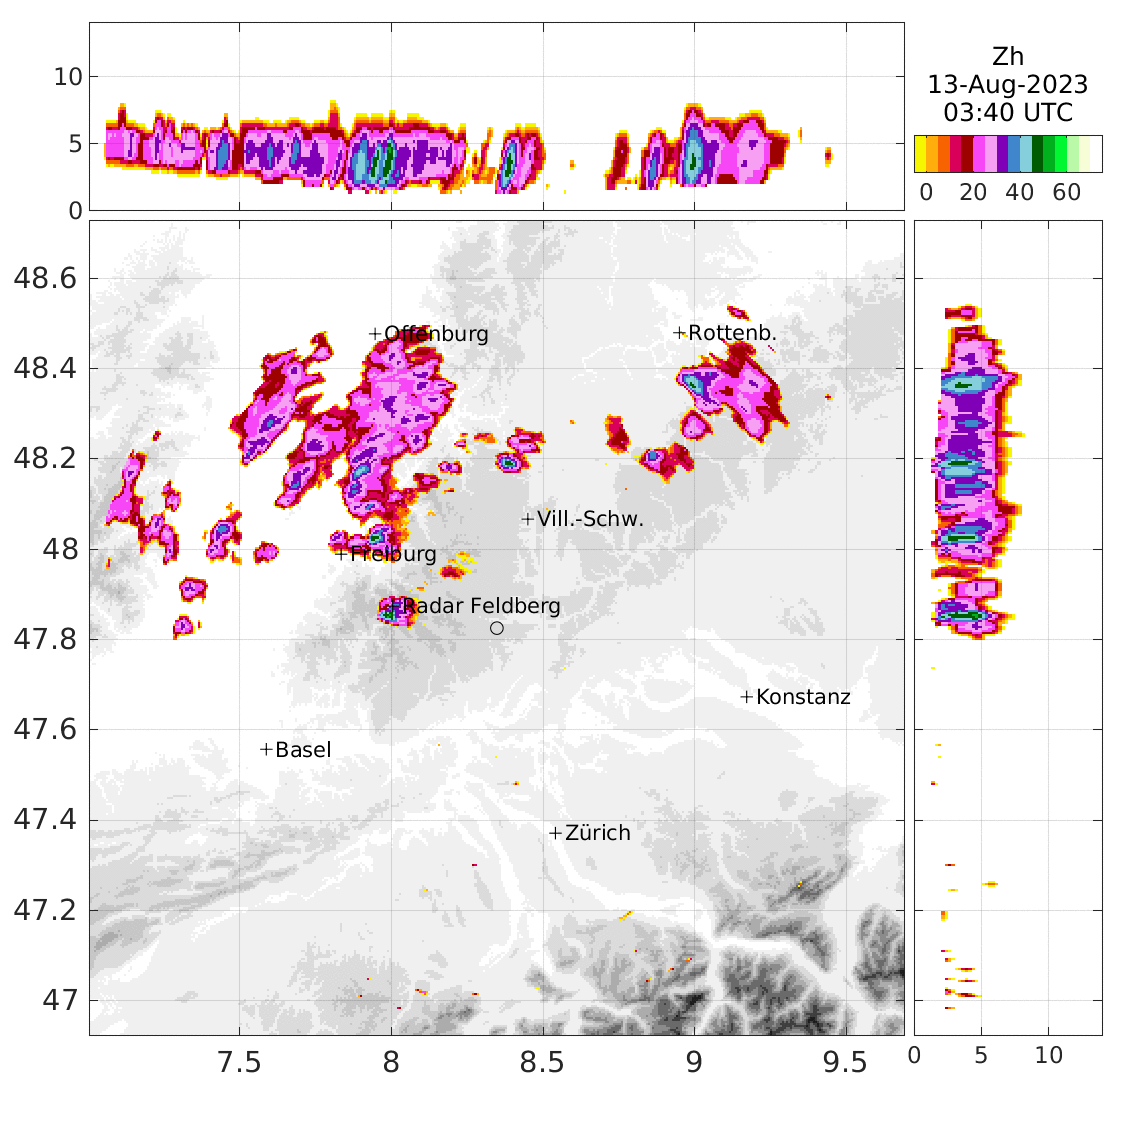 10
5
0
Zh
13-Aug-2023
03:40 UTC
0 20 40 60
48.6
48.4
48.2
48
47.8
47.6
47.4
47.2
47
Offenburg
Rottenb.
Vill.-Schw.
Freiburg
Radar Feldberg
Konstanz
Basel
Zürich
7.5 8 8.5 9 9.5
0 5 10